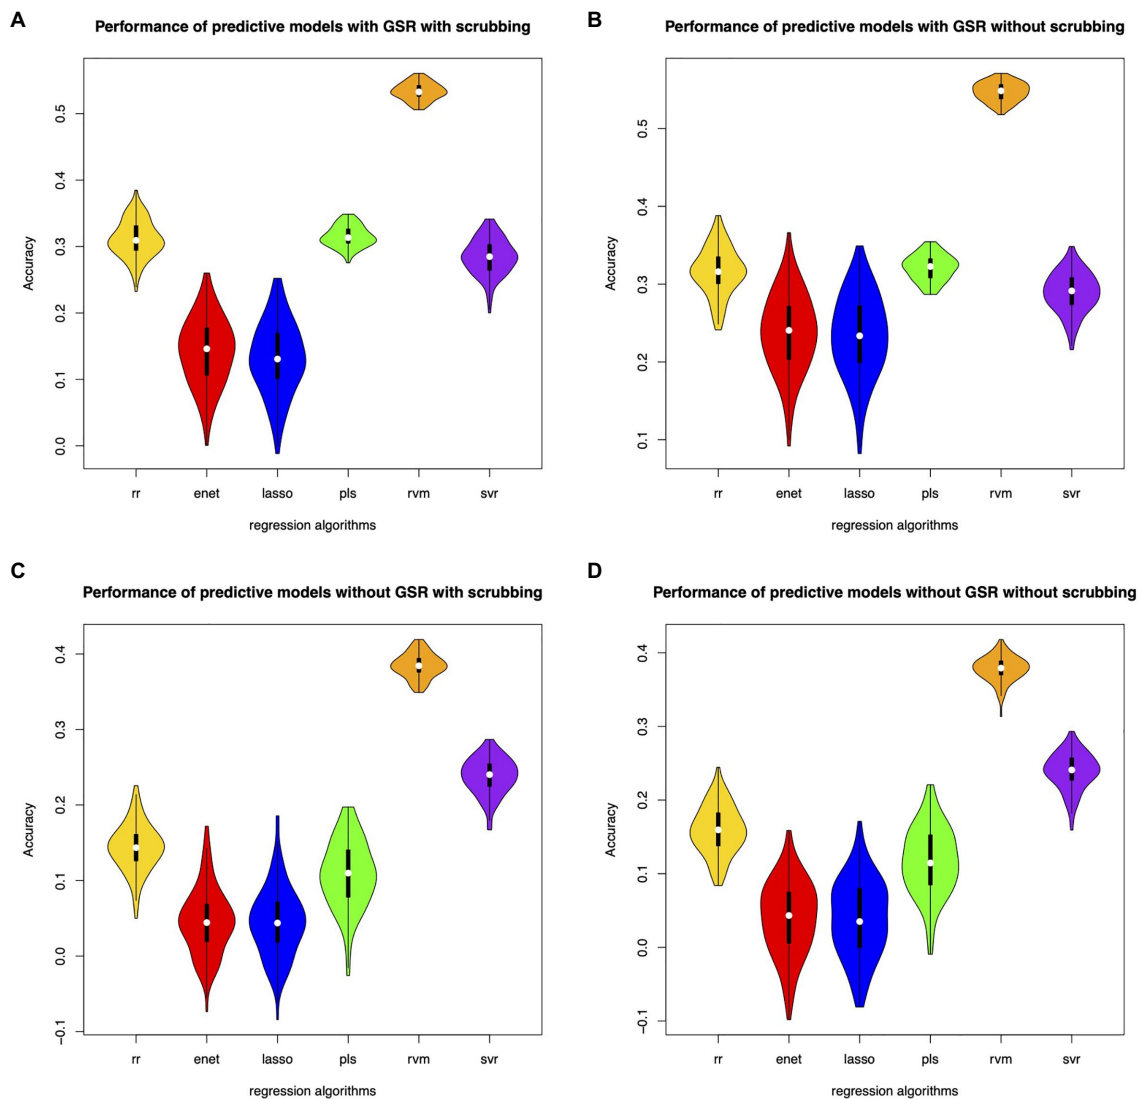 A
Performance of predictive models with GSR with scrubbing
Accuracy
0.5
0.4
0.3
0.2
0.1
0.0
rr enet lasso pls rvm svr
regression algorithms
B
Performance of predictive models with GSR without scrubbing
Accuracy
0.5
0.4
0.3
0.2
0.1
rr enet lasso pls rvm svr
regression algorithms
C
Performance of predictive models without GSR with scrubbing
Accuracy
0.4
0.3
0.2
0.1
0.0
−0.1
rr enet lasso pls rvm svr
regression algorithms
D
Performance of predictive models without GSR without scrubbing
Accuracy
0.4
0.3
0.2
0.1
0.0
−0.1
rr enet lasso pls rvm svr
regression algorithms